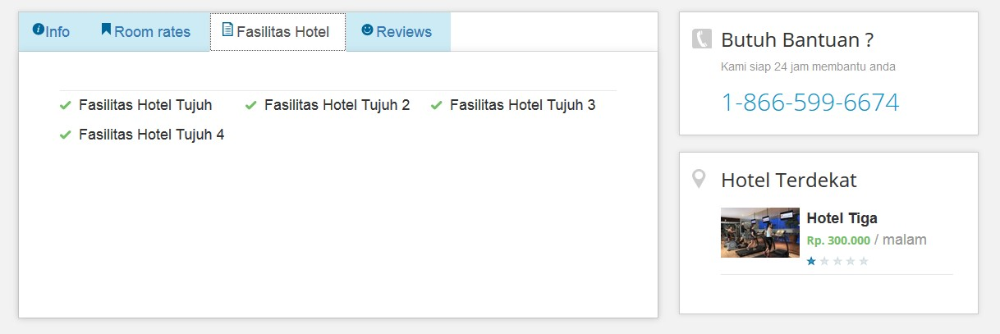 Info Room rates Fasilitas Hotel Reviews
Fasilitas Hotel Tujuh Fasilitas Hotel Tujuh 2 Fasilitas Hotel Tujuh 3
Fasilitas Hotel Tujuh 4
Butuh Bantuan ?
Kami siap 24 jam membantu anda
1-866-599-6674
Hotel Terdekat
Hotel Tiga
Rp. 300.000 / malam